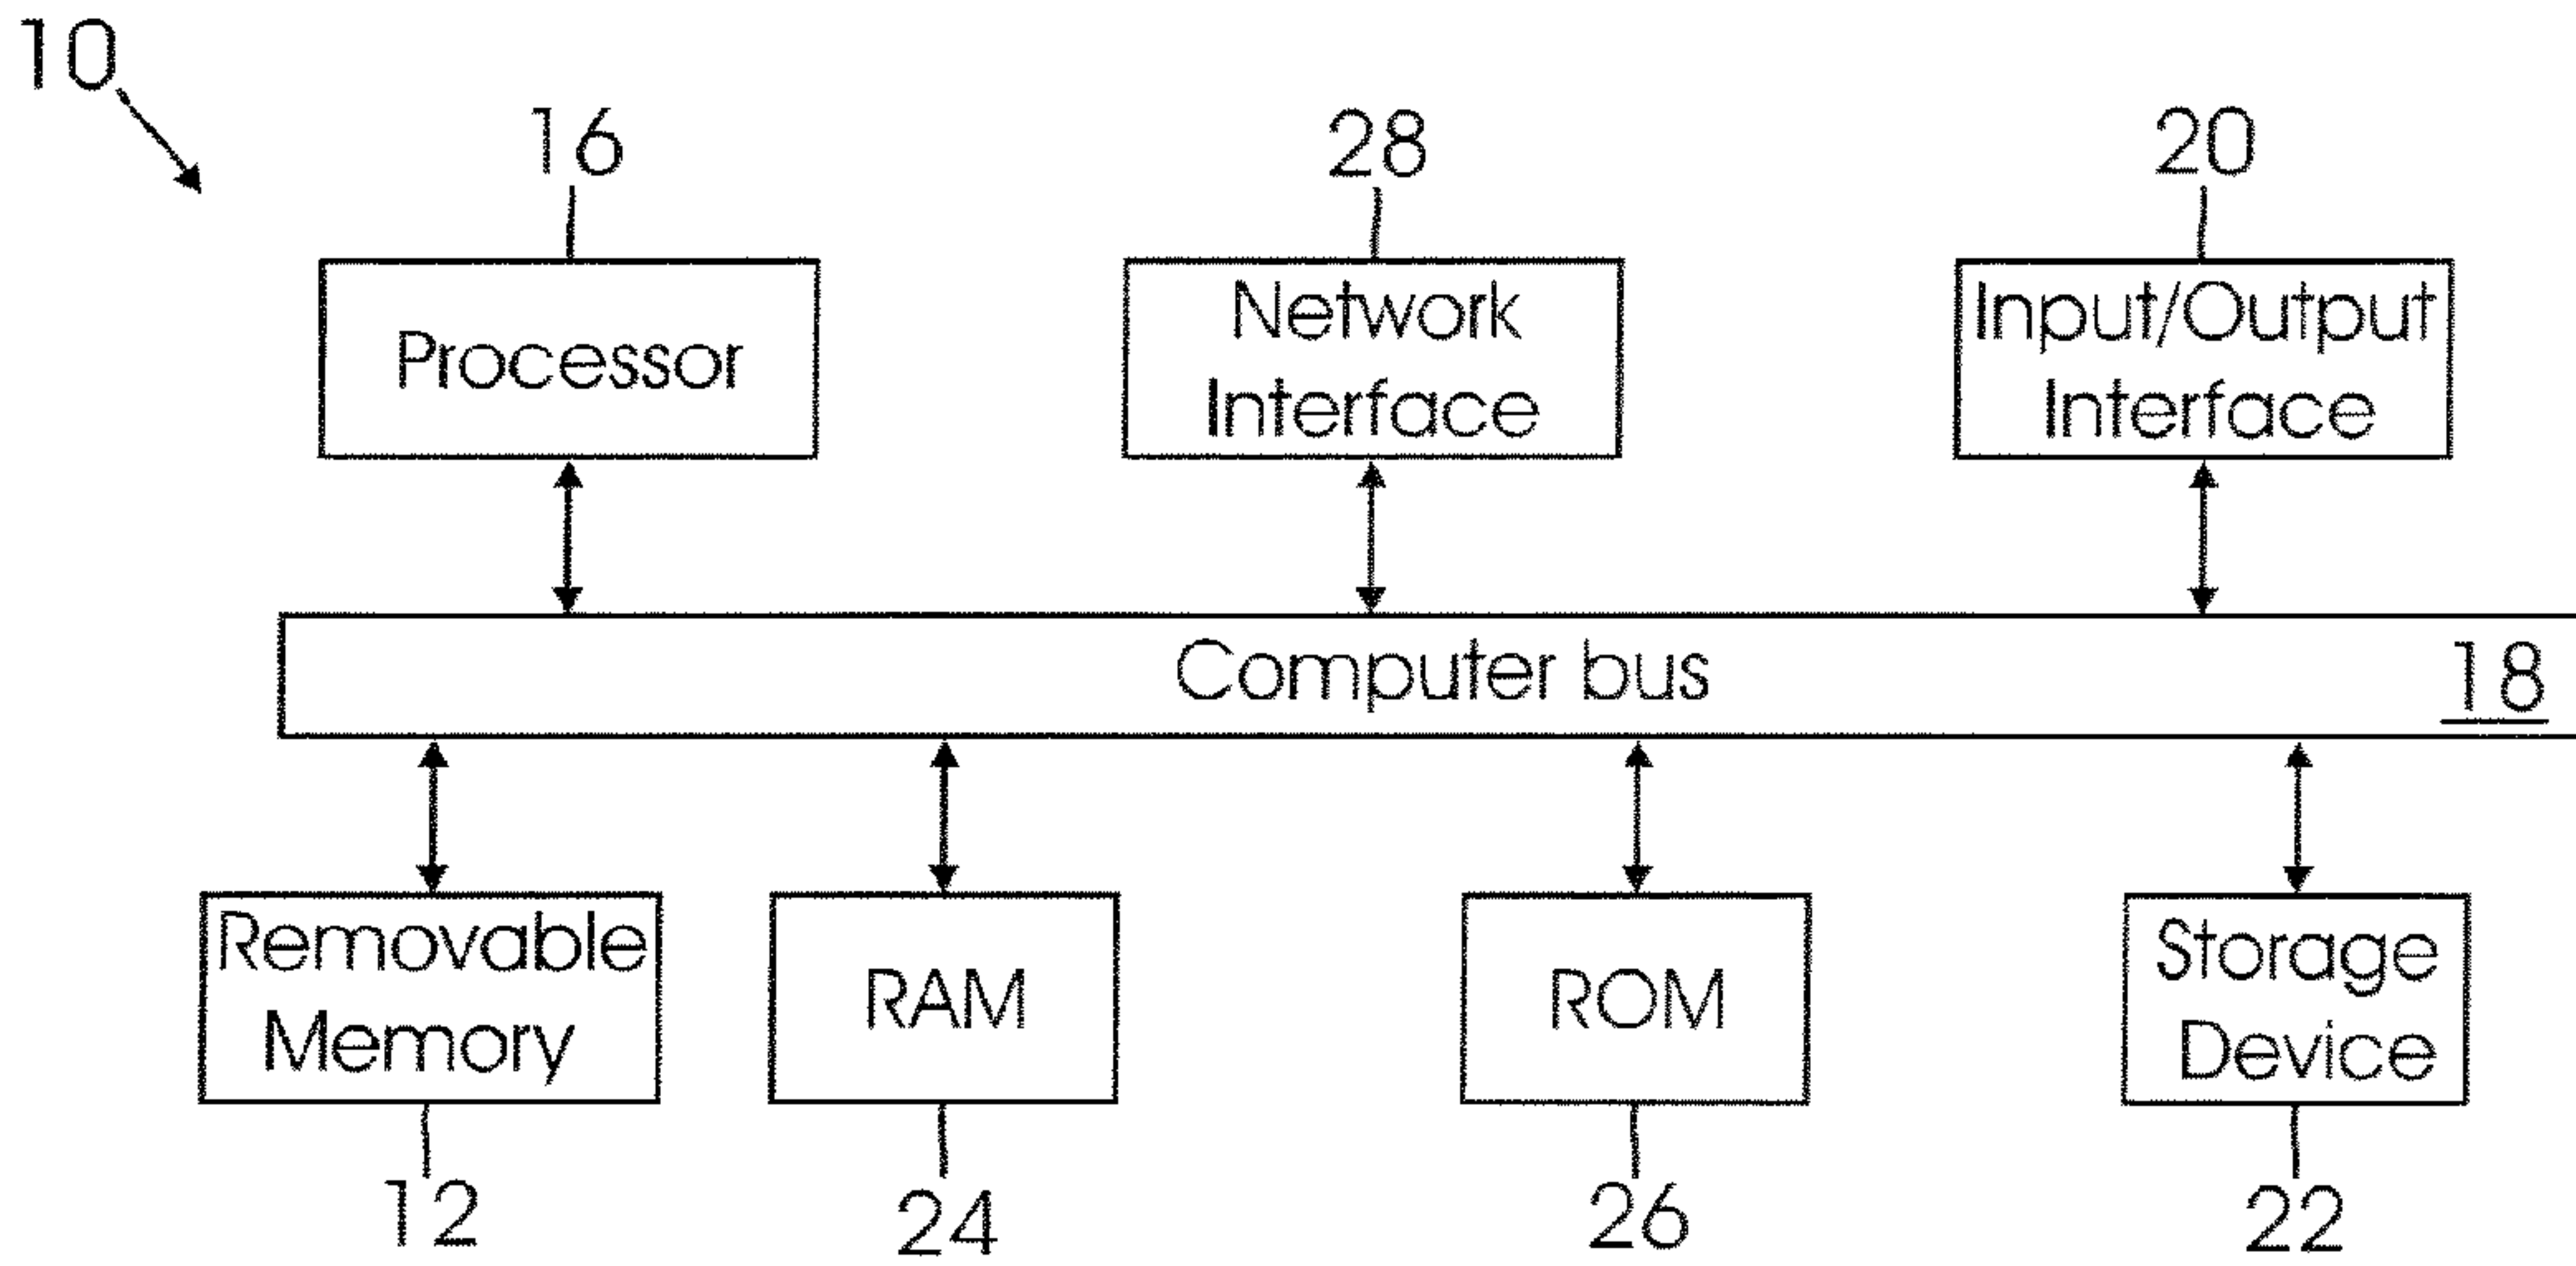 10
16
28
20
Processor
Network
Interface
Input/Output
Interface
Computer bus
18
Removable
Memory
RAM
ROM
Storage
Device
12
24
26
22